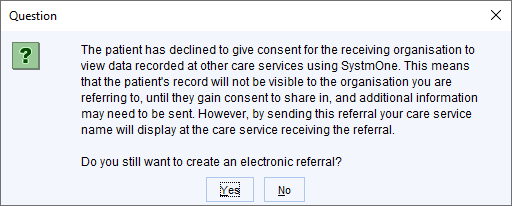 Question
The patient has declined to give consent for the receiving organisation to
view data recorded at other care services using SystmOne. This means
that the patient's record will not be visible to the organisation you are
referring to, until they gain consent to share in, and additional information
may need to be sent. However, by sending this referral your care service
name will display at the care service receiving the referral.
Do you still want to create an electronic referral?
Yes No